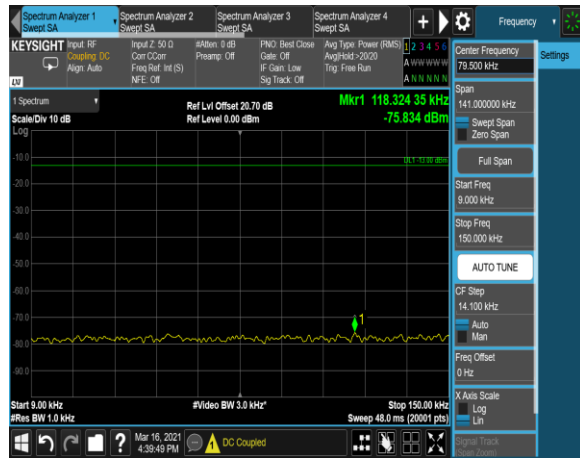 Spectrum Analyzer 1
Swept SA
Spectrum Analyzer 2
Swept SA
Spectrum Analyzer 3
Swept SA
Spectrum Analyzer 4
Swept SA
+
Frequency
Settings
KEYSIGHT
Input: RF
Coupling: DC
Align: Auto
Input Z: 50 Ω
Corr CCorr
Freq Ref: Int (S)
NFE: Off
#Atten: 0 dB
Preamp: Off
PNO: Best Close
Gate: Off
IF Gain: Low
Sig Track: Off
Avg Type: Power (RMS)
Avg|Hold:>20/20
Trig: Free Run
1 2 3 4 5 6
A W W W W W
A N N N N N
LXI
1 Spectrum
Scale/Div 10 dB
Log
Ref Lvl Offset 20.70 dB
Ref Level 0.00 dBm
Mkr1 118.324 35 kHz
-75.834 dBm
DL1 -13.00 dBm
-10.0
-20.0
-30.0
-40.0
-50.0
-60.0
-70.0
-80.0
-90.0
1
Start 9.00 kHz
#Res BW 1.0 kHz
#Video BW 3.0 kHz*
Stop 150.00 kHz
Sweep 48.0 ms (20001 pts)
Center Frequency
79.500 kHz
Span
141.000000 kHz
Swept Span
Zero Span
Full Span
Start Freq
9.000 kHz
Stop Freq
150.000 kHz
AUTO TUNE
CF Step
14.100 kHz
Auto
Man
Freq Offset
0 Hz
X Axis Scale
Log
Lin
Signal Track
(Span Zoom)
?
Mar 16, 2021
4:39:49 PM
DC Coupled